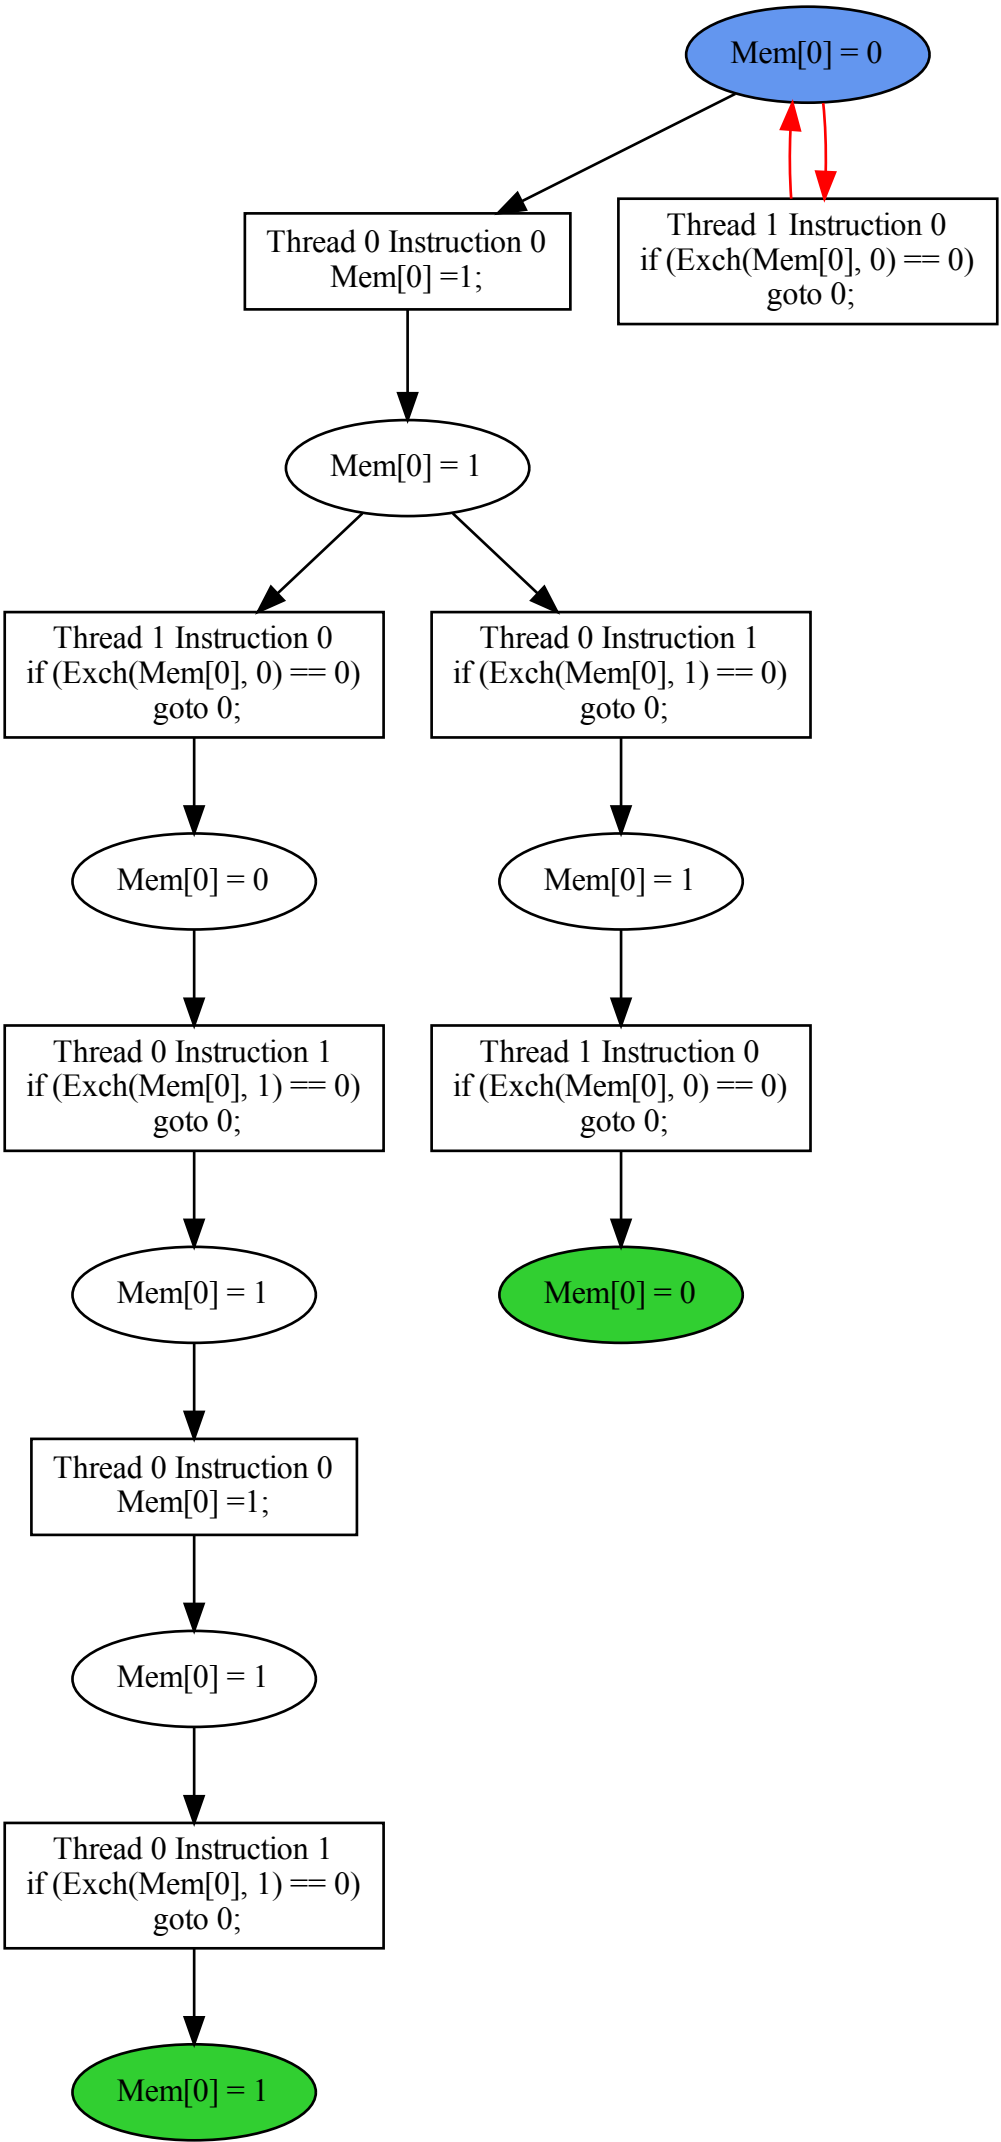 Mem[0] = 0
Thread 0 Instruction 0
Mem[0] =1;
Thread 1 Instruction 0
if (Exch(Mem[0], 0) == 0)
goto 0;
Mem[0] = 1
Thread 1 Instruction 0
if (Exch(Mem[0], 0) == 0)
goto 0;
Thread 0 Instruction 1
if (Exch(Mem[0], 1) == 0)
goto 0;
Mem[0] = 0
Mem[0] = 1
Thread 0 Instruction 1
if (Exch(Mem[0], 1) == 0)
goto 0;
Thread 1 Instruction 0
if (Exch(Mem[0], 0) == 0)
goto 0;
Mem[0] = 1
Mem[0] = 0
Thread 0 Instruction 0
Mem[0] =1;
Mem[0] = 1
Thread 0 Instruction 1
if (Exch(Mem[0], 1) == 0)
goto 0;
Mem[0] = 1